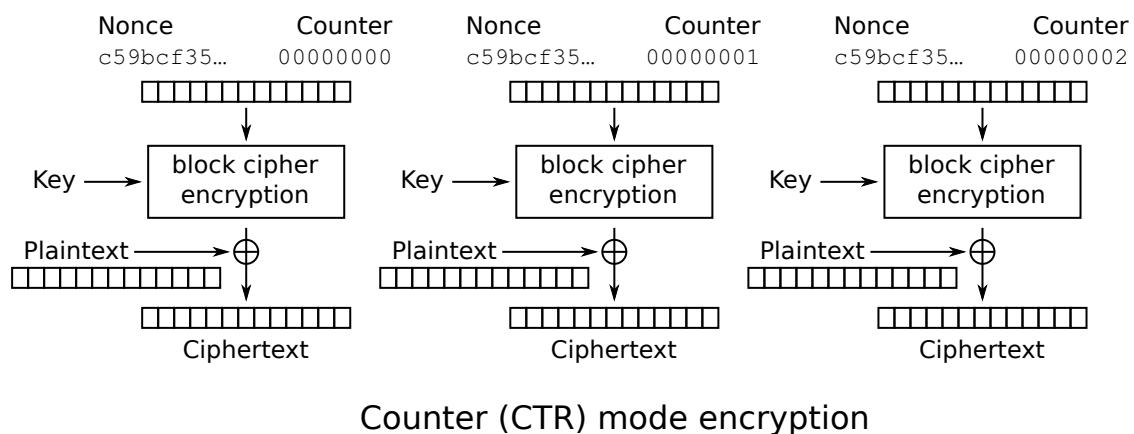 Nonce Counter Nonce Counter Nonce Counter
c59bcf35… 00000000 c59bcf35… 00000001 c59bcf35… 00000002
block cipher block cipher block cipher
Key Key Key
encryption encryption encryption
Plaintext Plaintext Plaintext
Ciphertext Ciphertext Ciphertext
Counter (CTR) mode encryption